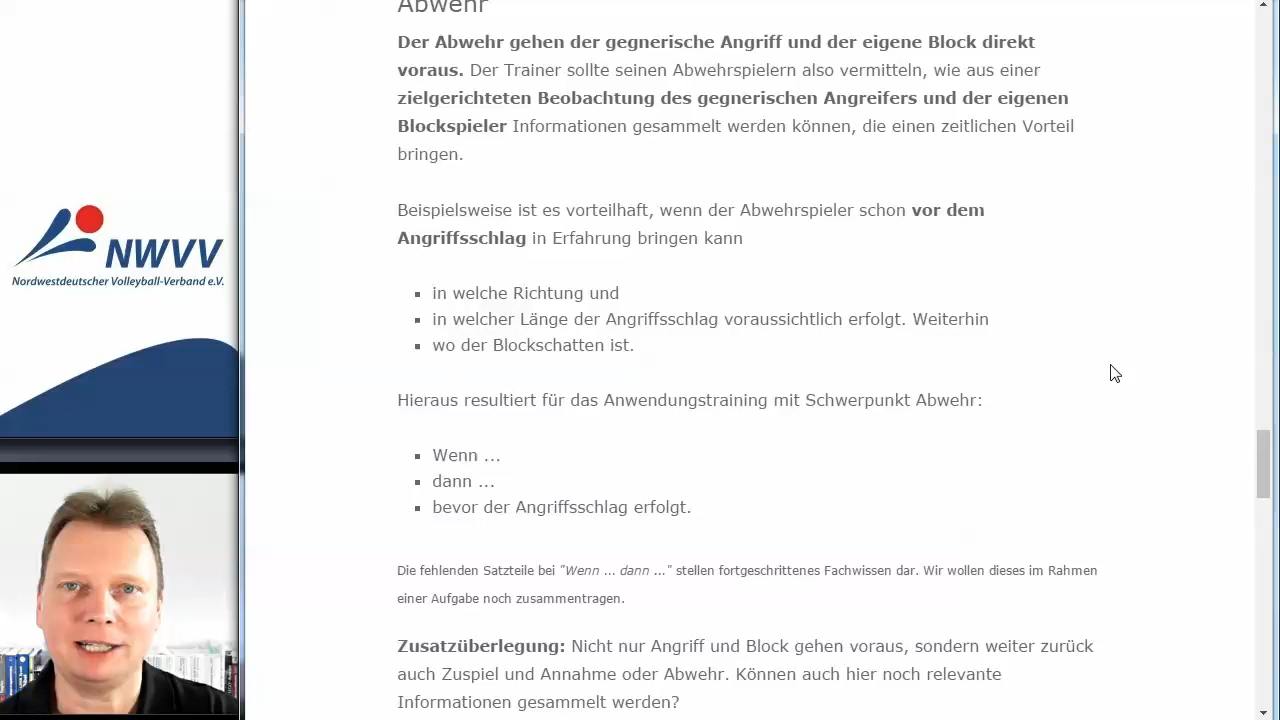 Abwehr
Der Abwehr gehen der gegnerische Angriff und der eigene Block direkt
voraus. Der Trainer sollte seinen Abwehrspielern also vermitteln, wie aus einer
zielgerichteten Beobachtung des gegnerischen Angreifers und der eigenen
Blockspieler Informationen gesammelt werden können, die einen zeitlichen Vorteil
bringen.
Beispielsweise ist es vorteilhaft, wenn der Abwehrspieler schon vor dem
Angriffsschlag in Erfahrung bringen kann
in welche Richtung und
in welcher Länge der Angriffsschlag voraussichtlich erfolgt. Weiterhin
wo der Blockschatten ist.
Hieraus resultiert für das Anwendungstraining mit Schwerpunkt Abwehr:
Wenn ...
dann ...
bevor der Angriffsschlag erfolgt.
Die fehlenden Satzteile bei "Wenn ... dann ..." stellen fortgeschrittenes Fachwissen dar. Wir wollen dieses im Rahmen
einer Aufgabe noch zusammentragen.
Zusatzüberlegung: Nicht nur Angriff und Block gehen voraus, sondern weiter zurück
auch Zuspiel und Annahme oder Abwehr. Können auch hier noch relevante
Informationen gesammelt werden?
NWVV
Nordwestdeutscher Volleyball-Verband e.V.